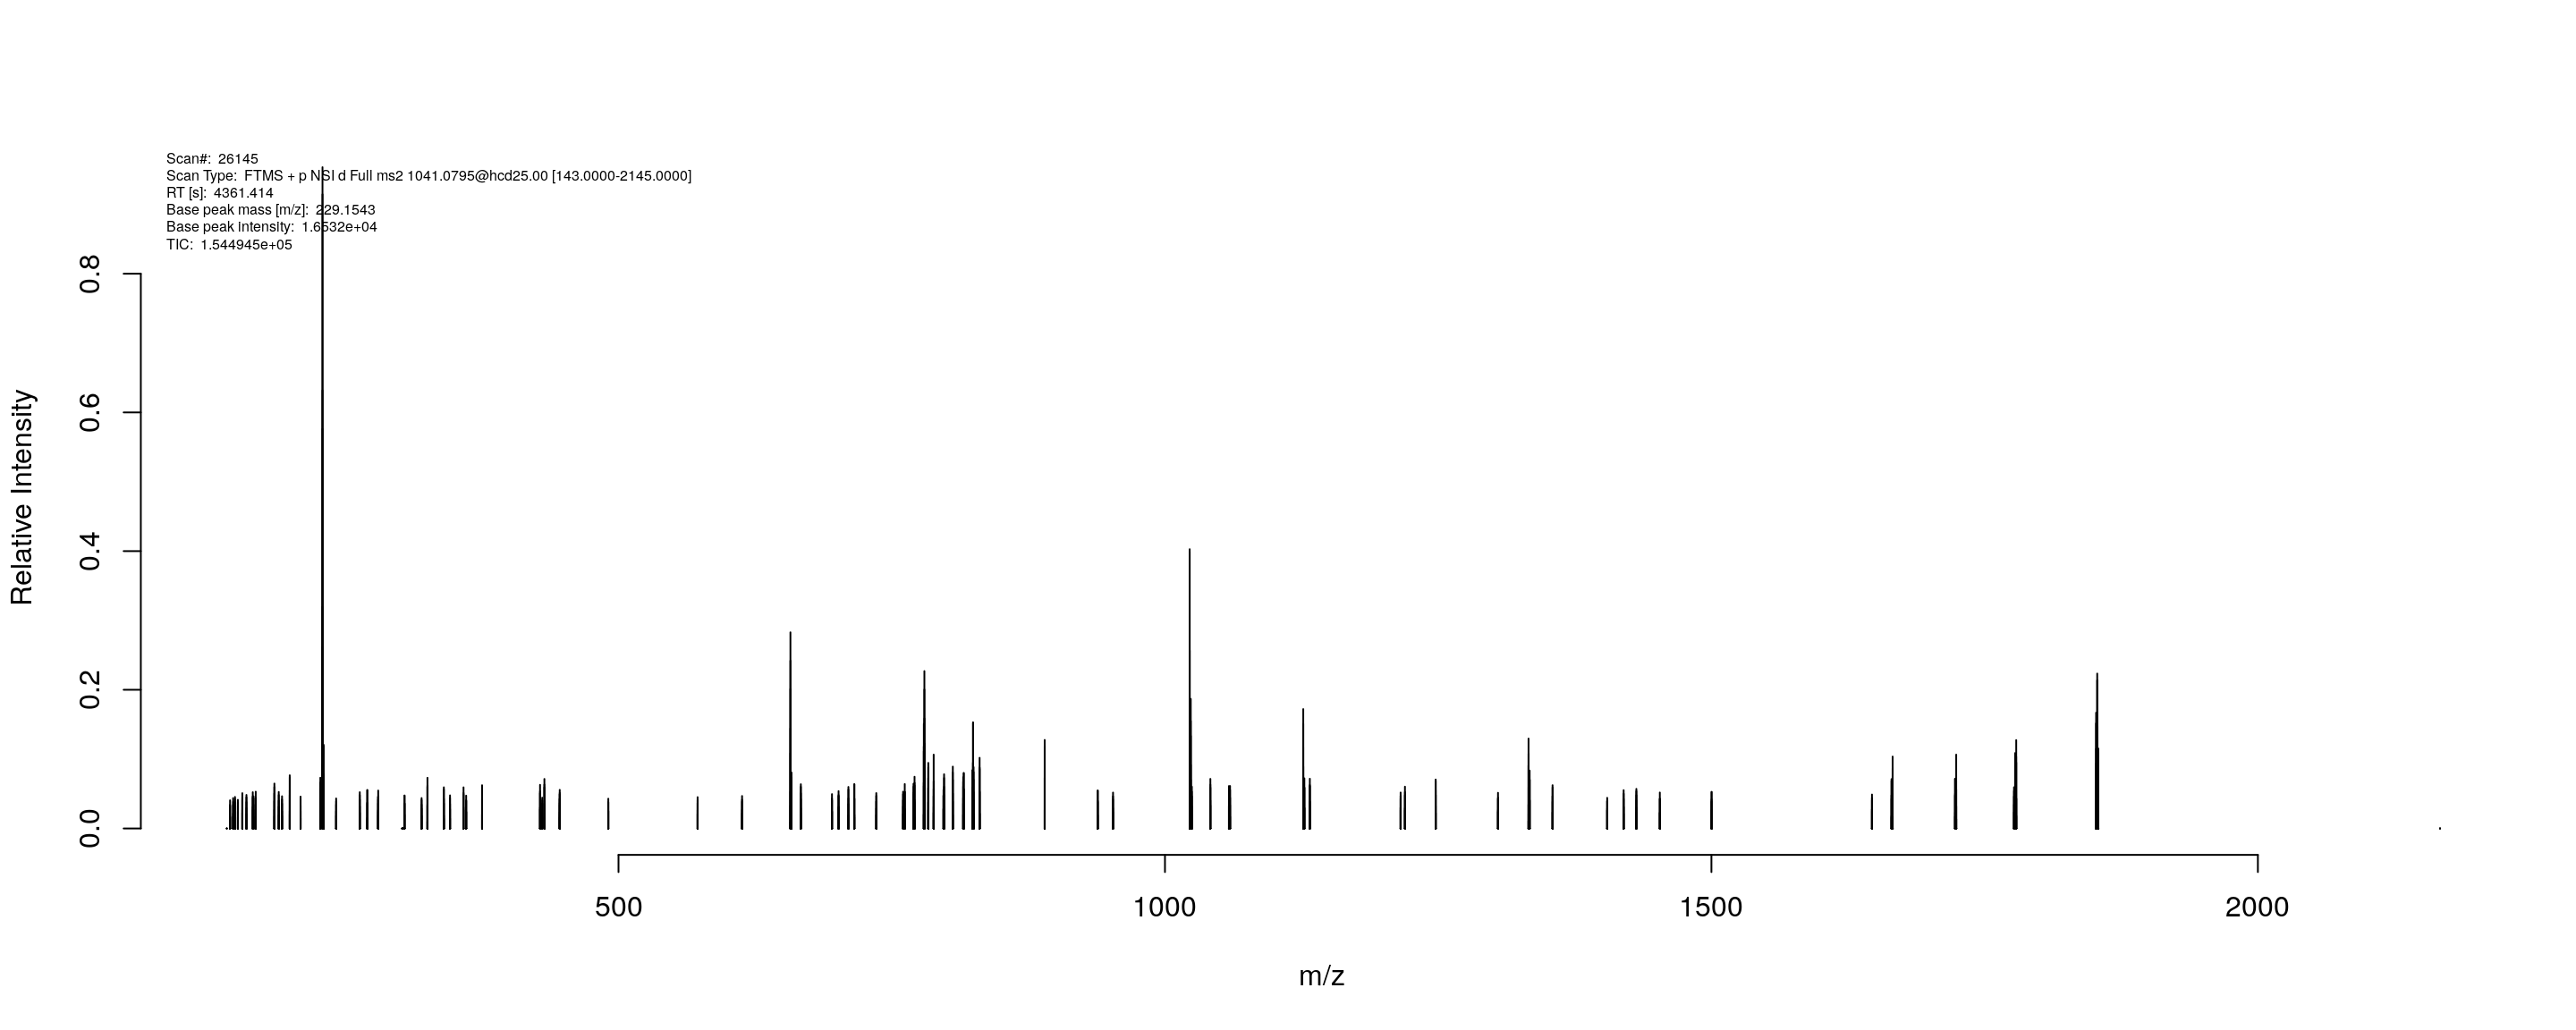 Scan#: 26145
Scan Type: FTMS + p NSI d Full ms2 1041.0795@hcd25.00 [143.0000-2145.0000]
RT [s]: 4361.414
Base peak mass [m/z]: 229.1543
Base peak intensity: 1.6532e+04
TIC: 1.544945e+05
0.8
0.6
0.4
0.2
0.0
Relative Intensity
500 1000 1500 2000
m/z